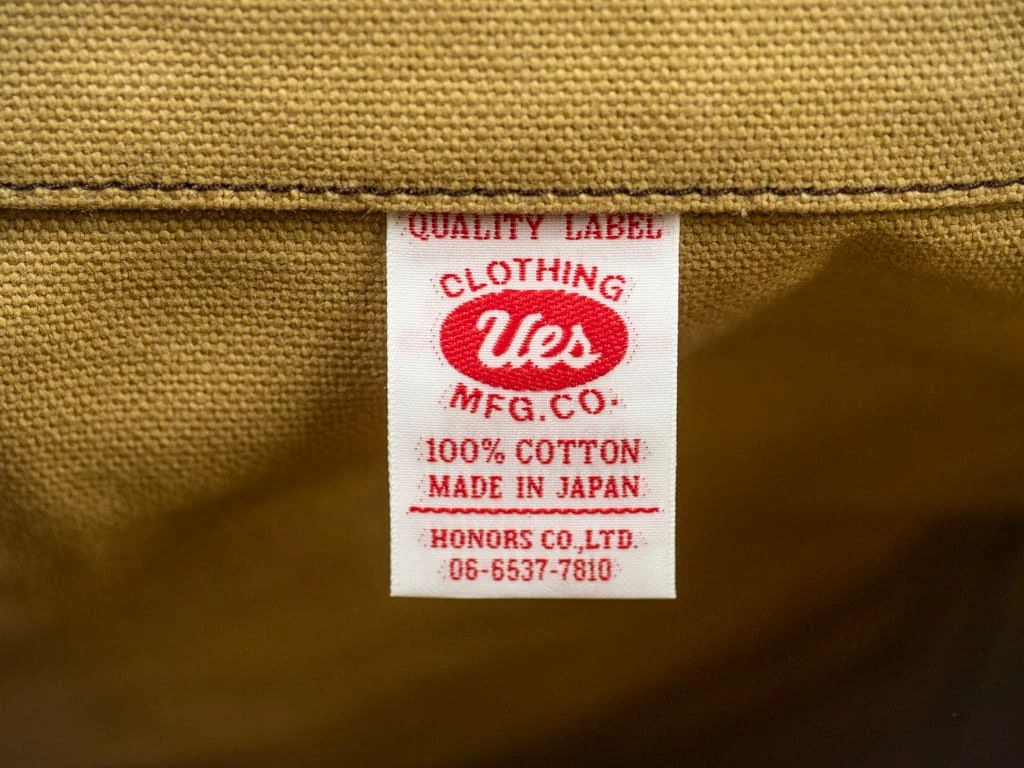 QUALITY LABEL
CLOTHING
Ues
MFG.CO.
100% COTTON
MADE IN JAPAN
HONORS CO.,LTD.
06-6537-7810